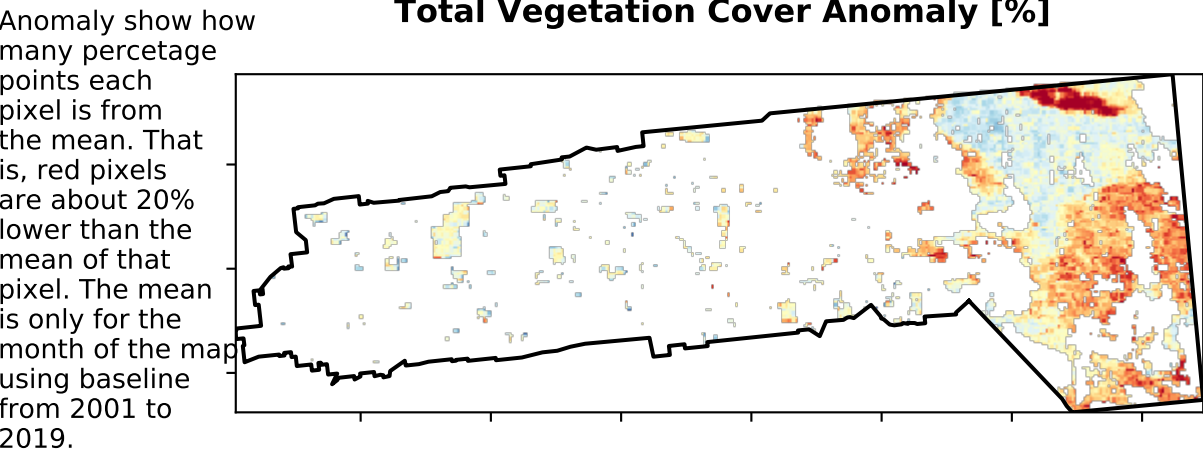 Total Vegetation Cover Anomaly [%]
Anomaly show how
many percetage
points each
pixel is from
the mean. That
is, red pixels
are about 20%
lower than the
mean of that
pixel. The mean
is only for the
month of the map
using baseline
from 2001 to
2019.